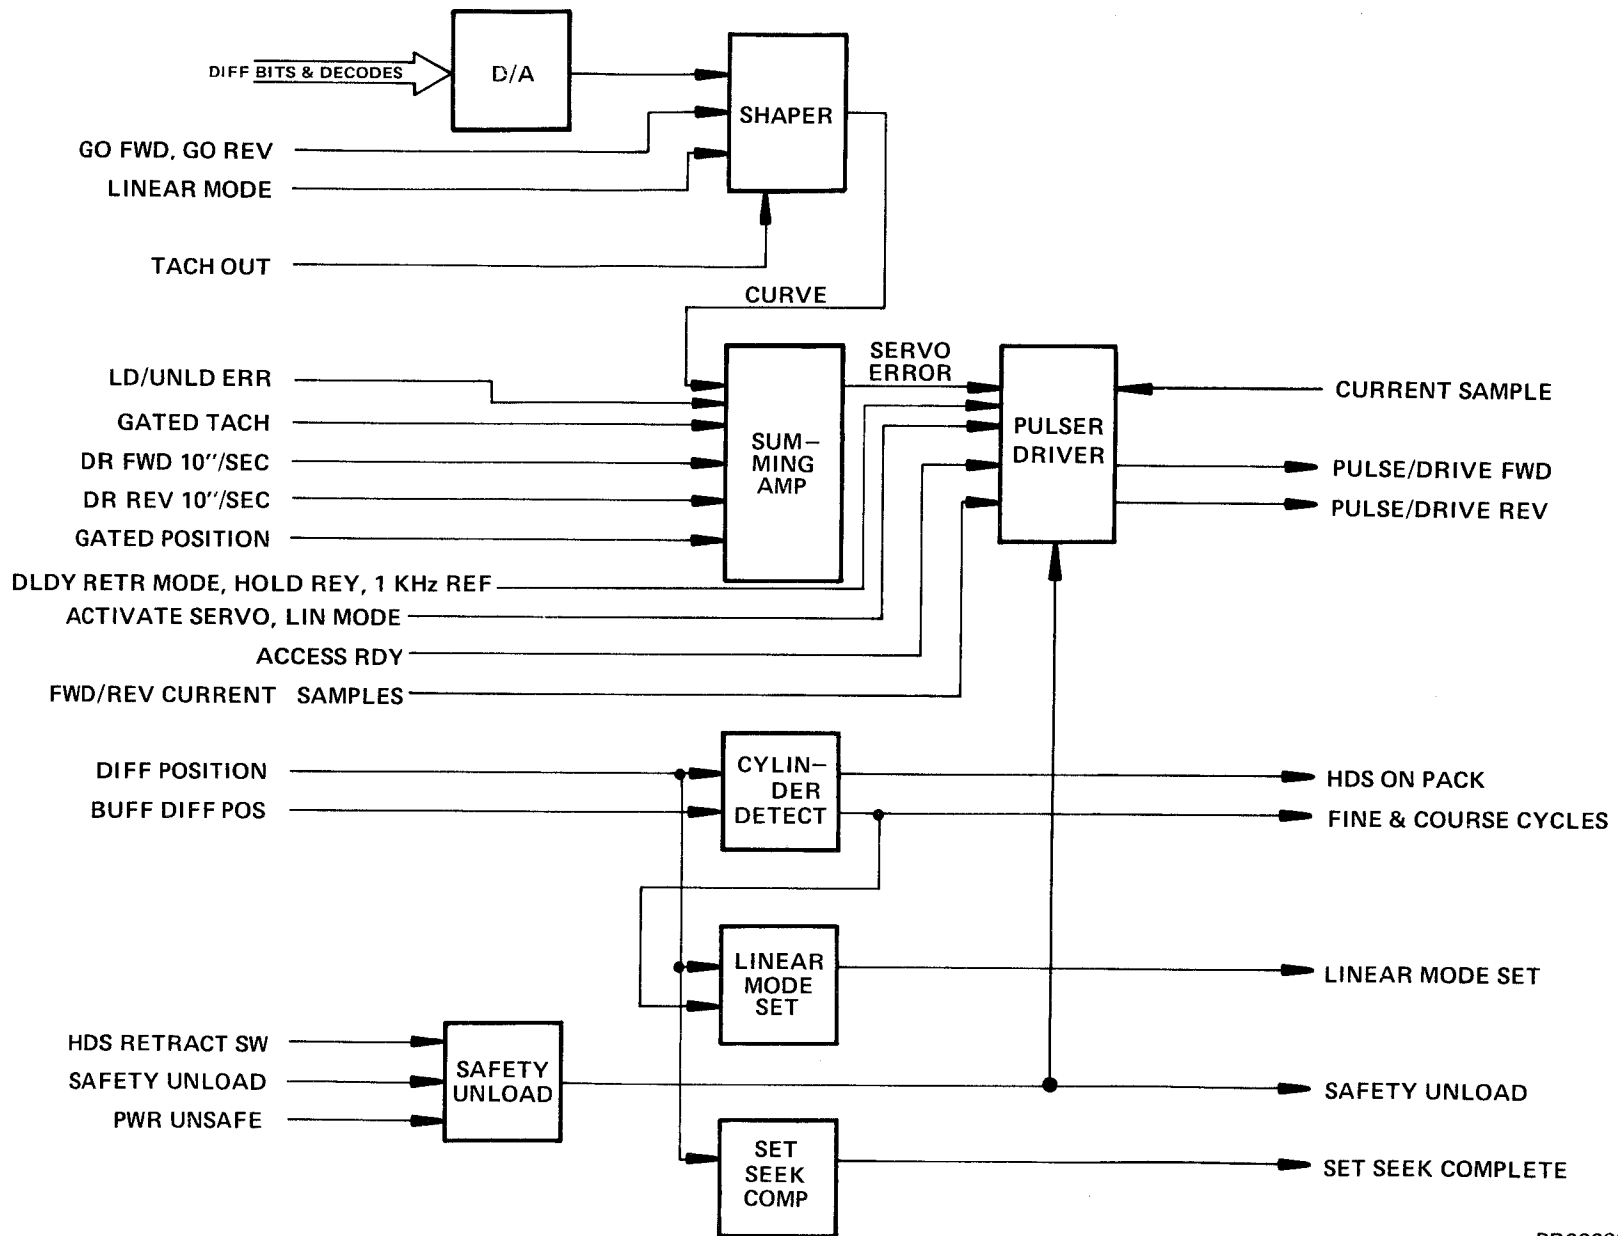 DIFF BITS & DECODES
D/A
SHAPER
GO FWD, GO REV
LINEAR MODE
TACH OUT
CURVE
LD/UNLD ERR
GATED TACH
DR FWD 10"/SEC
DR REV 10"/SEC
GATED POSITION
SUM–
MING
AMP
SERVO
ERROR
PULSER
DRIVER
CURRENT SAMPLE
PULSE/DRIVE FWD
PULSE/DRIVE REV
DLDY RETR MODE, HOLD REY, 1 KHz REF
ACTIVATE SERVO, LIN MODE
ACCESS RDY
FWD/REV CURRENT SAMPLES
DIFF POSITION
BUFF DIFF POS
CYLIN–
DER
DETECT
HDS ON PACK
FINE & COURSE CYCLES
LINEAR
MODE
SET
LINEAR MODE SET
HDS RETRACT SW
SAFETY UNLOAD
PWR UNSAFE
SAFETY
UNLOAD
SAFETY UNLOAD
SET
SEEK
COMP
SET SEEK COMPLETE